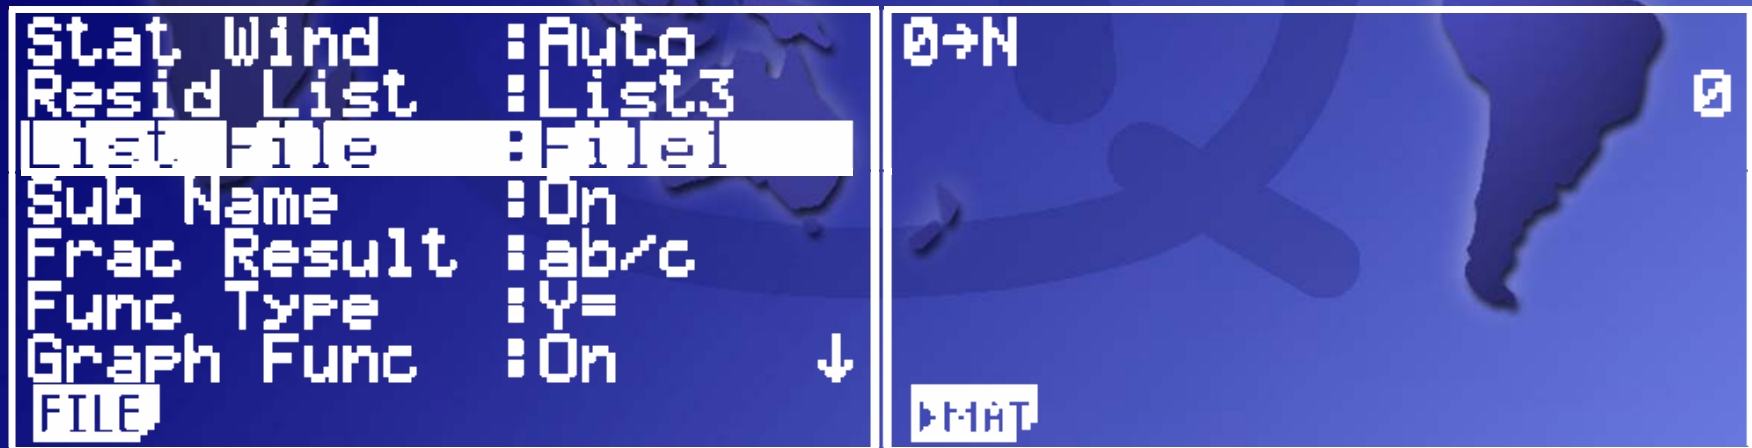 Stat Wind :Auto
Resid List :List3
List File :File1
Sub Name :On
Frac Result :ab/c
Func Type :Y=
Graph Func :On ↓
FILE
0→N
0
▶MAT